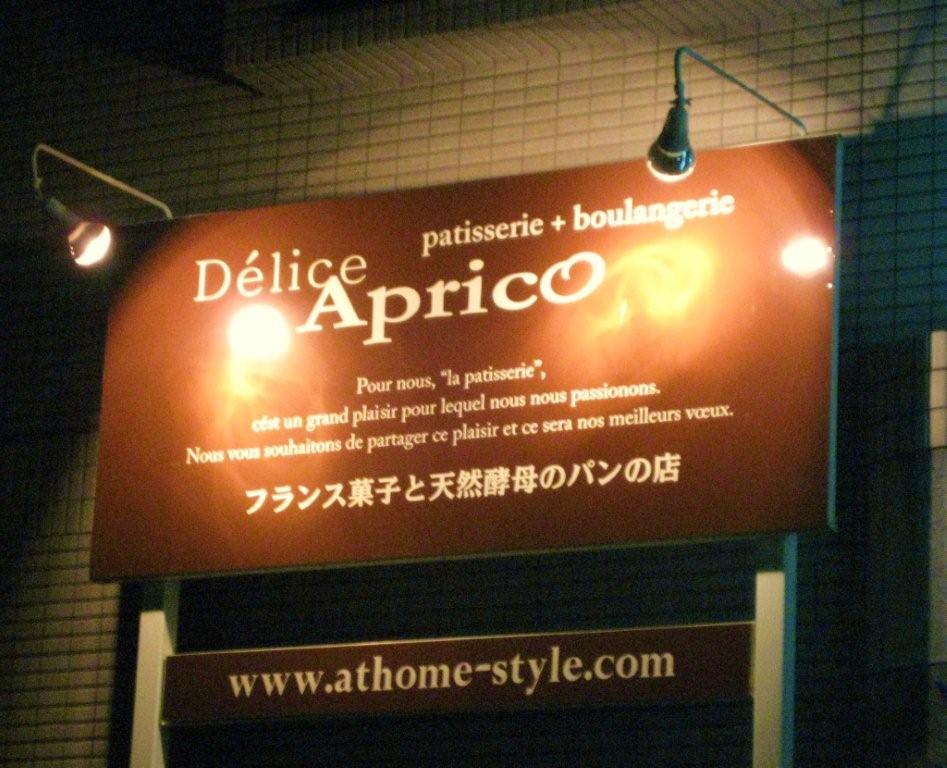 patisserie + boulangerie
Délice
Aprico
Pour nous, “la patisserie”,
cést un grand plaisir pour lequel nous nous passionons.
Nous vous souhaitons de partager ce plaisir et ce sera nos meilleurs vœux.
フランス菓子と天然酵母のパンの店
www.athome-style.com